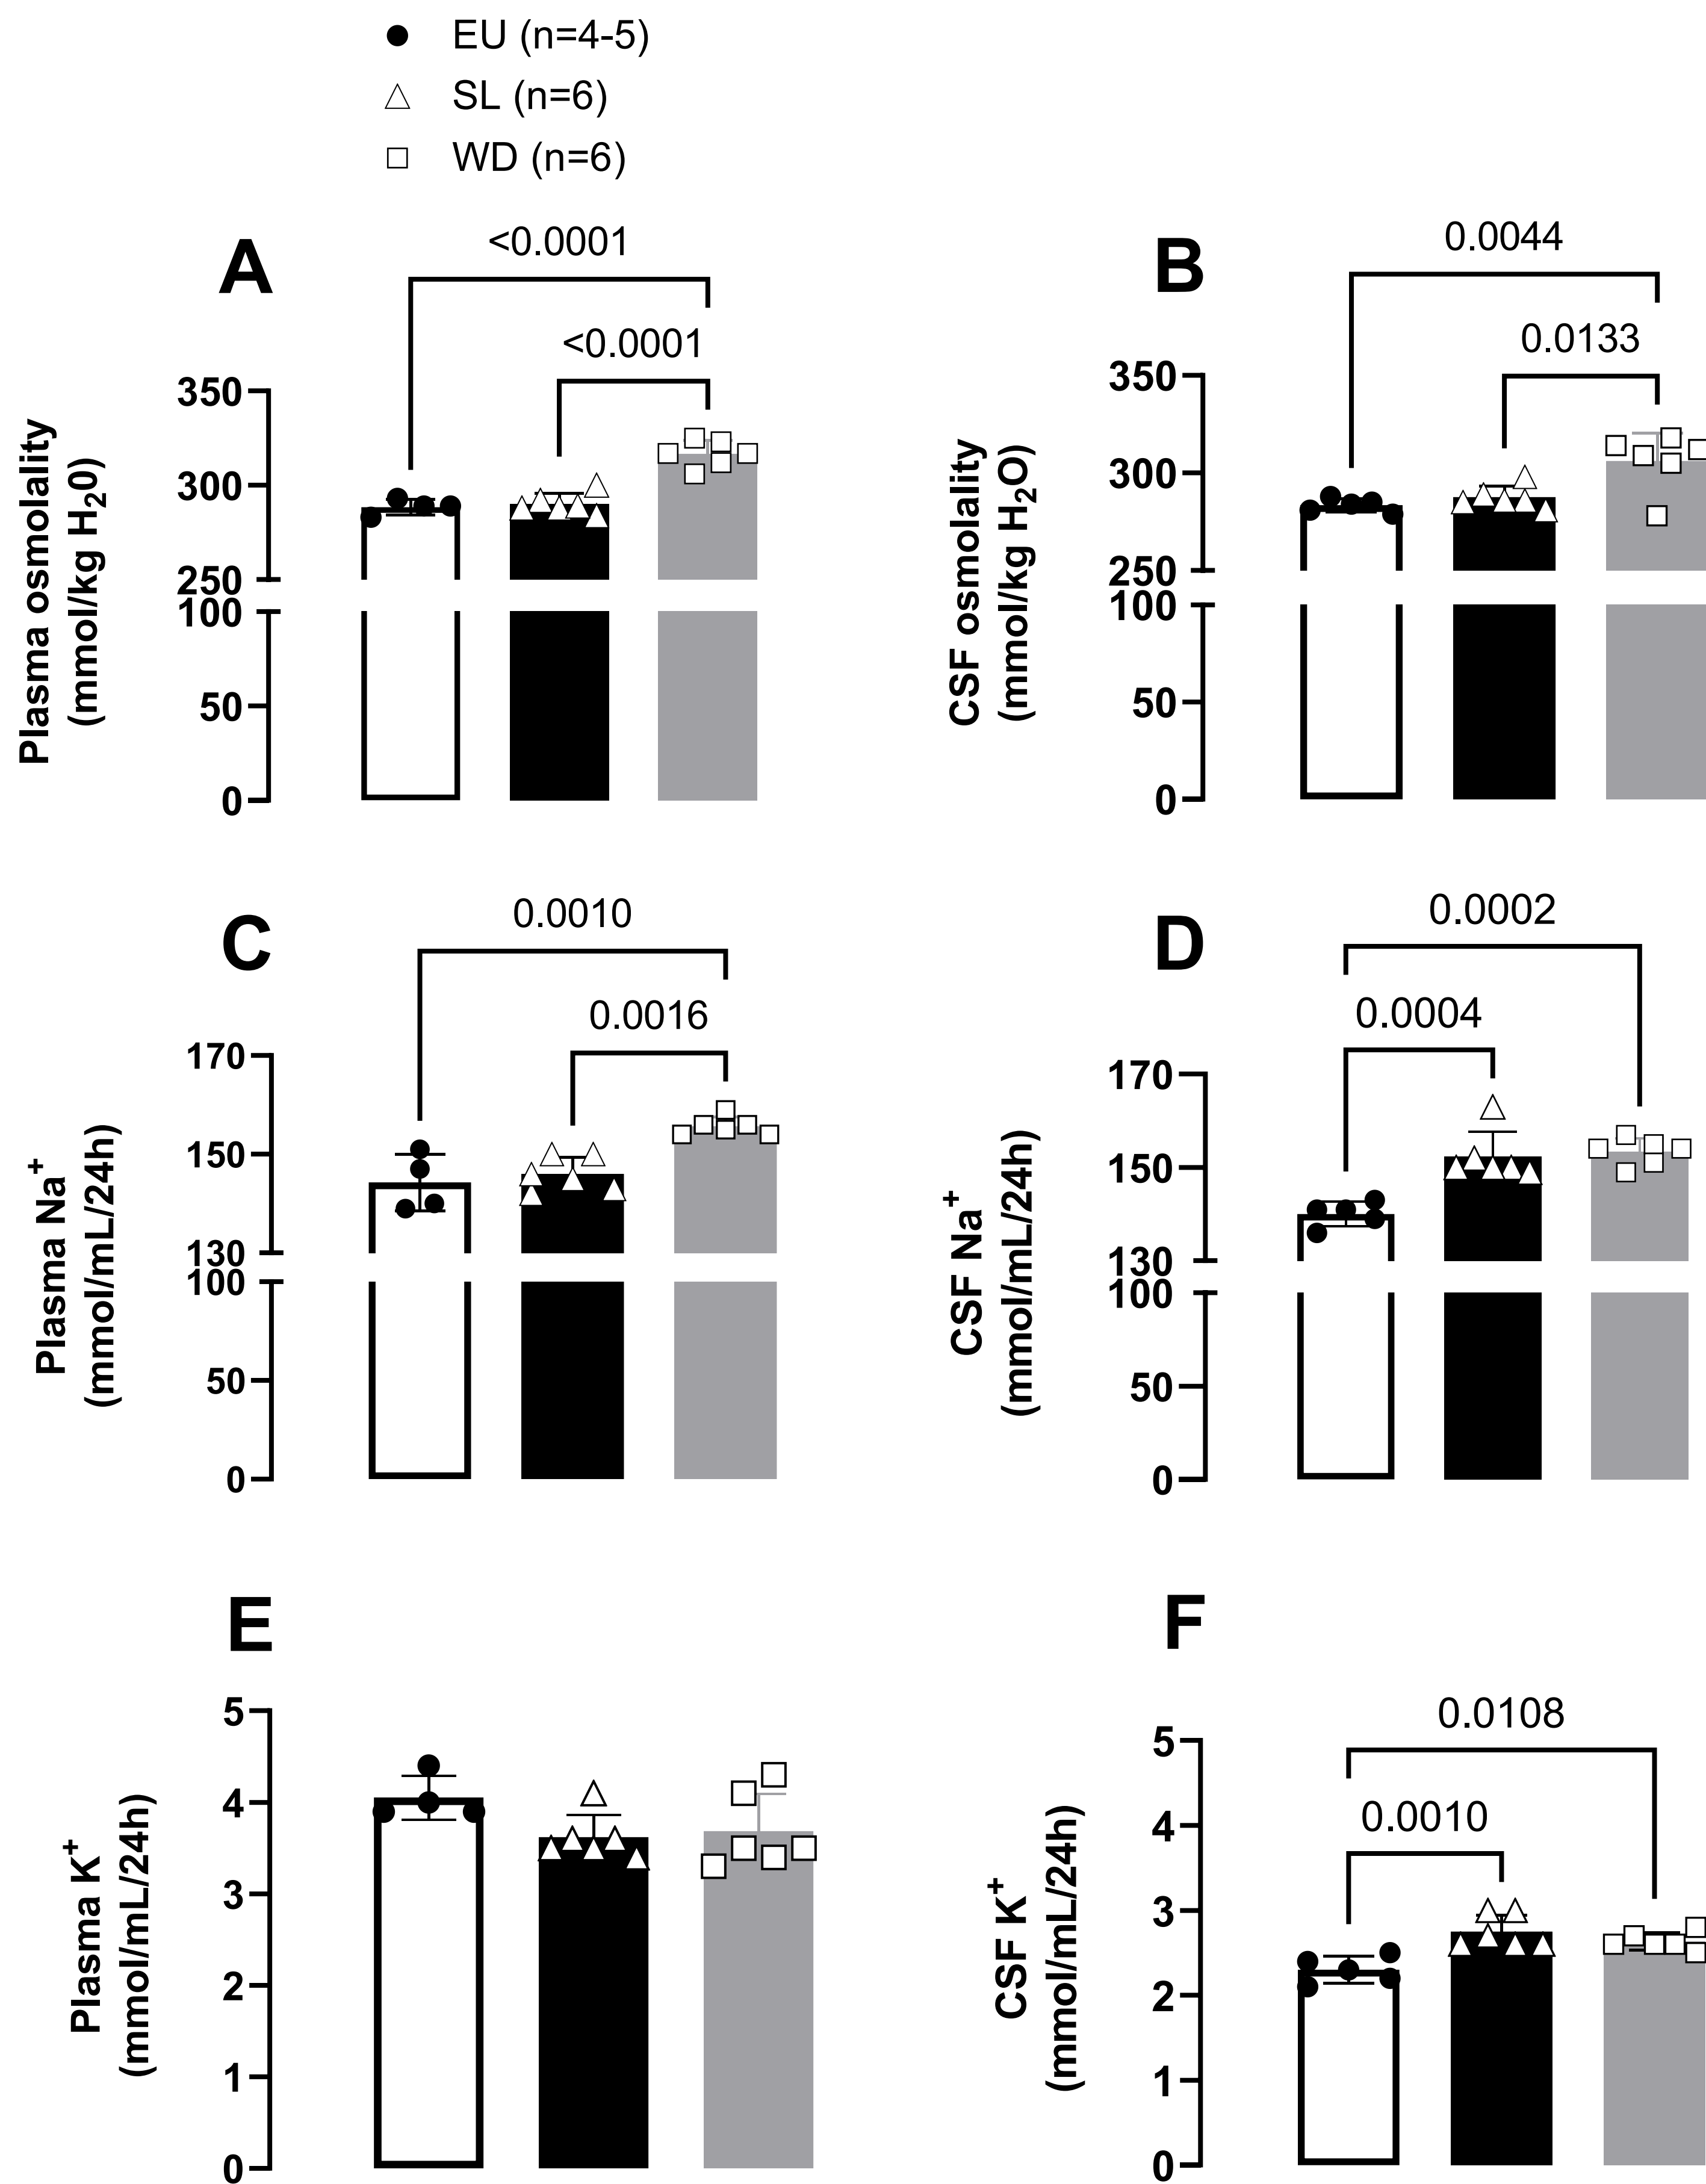 EU (n=4-5)
SL (n=6)
WD (n=6)
A
<0.0001
<0.0001
Plasma osmolality
(mmol/kg H20)
350
300
250
100
50
0
B
0.0044
0.0133
CSF osmolality
(mmol/kg H2O)
350
300
250
100
50
0
C
0.0010
0.0016
Plasma Na+
(mmol/mL/24h)
170
150
130
100
50
0
D
0.0002
0.0004
CSF Na+
(mmol/mL/24h)
170
150
130
100
50
0
E
Plasma K+
(mmol/mL/24h)
5
4
3
2
1
0
F
0.0108
0.0010
CSF K+
(mmol/mL/24h)
5
4
3
2
1
0